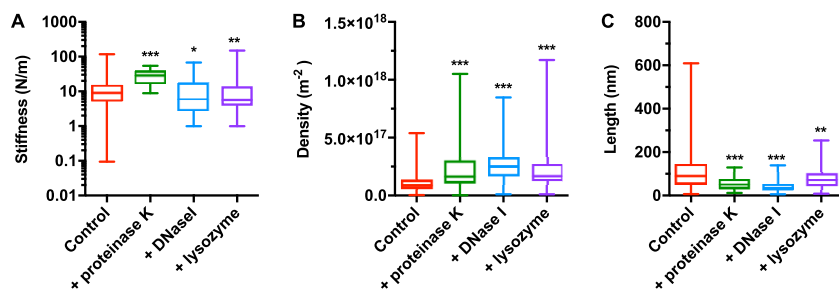 A
Stiffness (N/m)
1000
100
10
1
0.1
0.01
***
*
**
Control
+ proteinase K
+ DNaseI
+ lysozyme
B
Density (m⁻²)
1.5×10¹⁸
1.0×10¹⁸
5.0×10¹⁷
0.0
***
***
***
Control
+ proteinase K
+ DNase I
+ lysozyme
C
Length (nm)
800
600
400
200
0
***
***
**
Control
+ proteinase K
+ DNase I
+ lysozyme